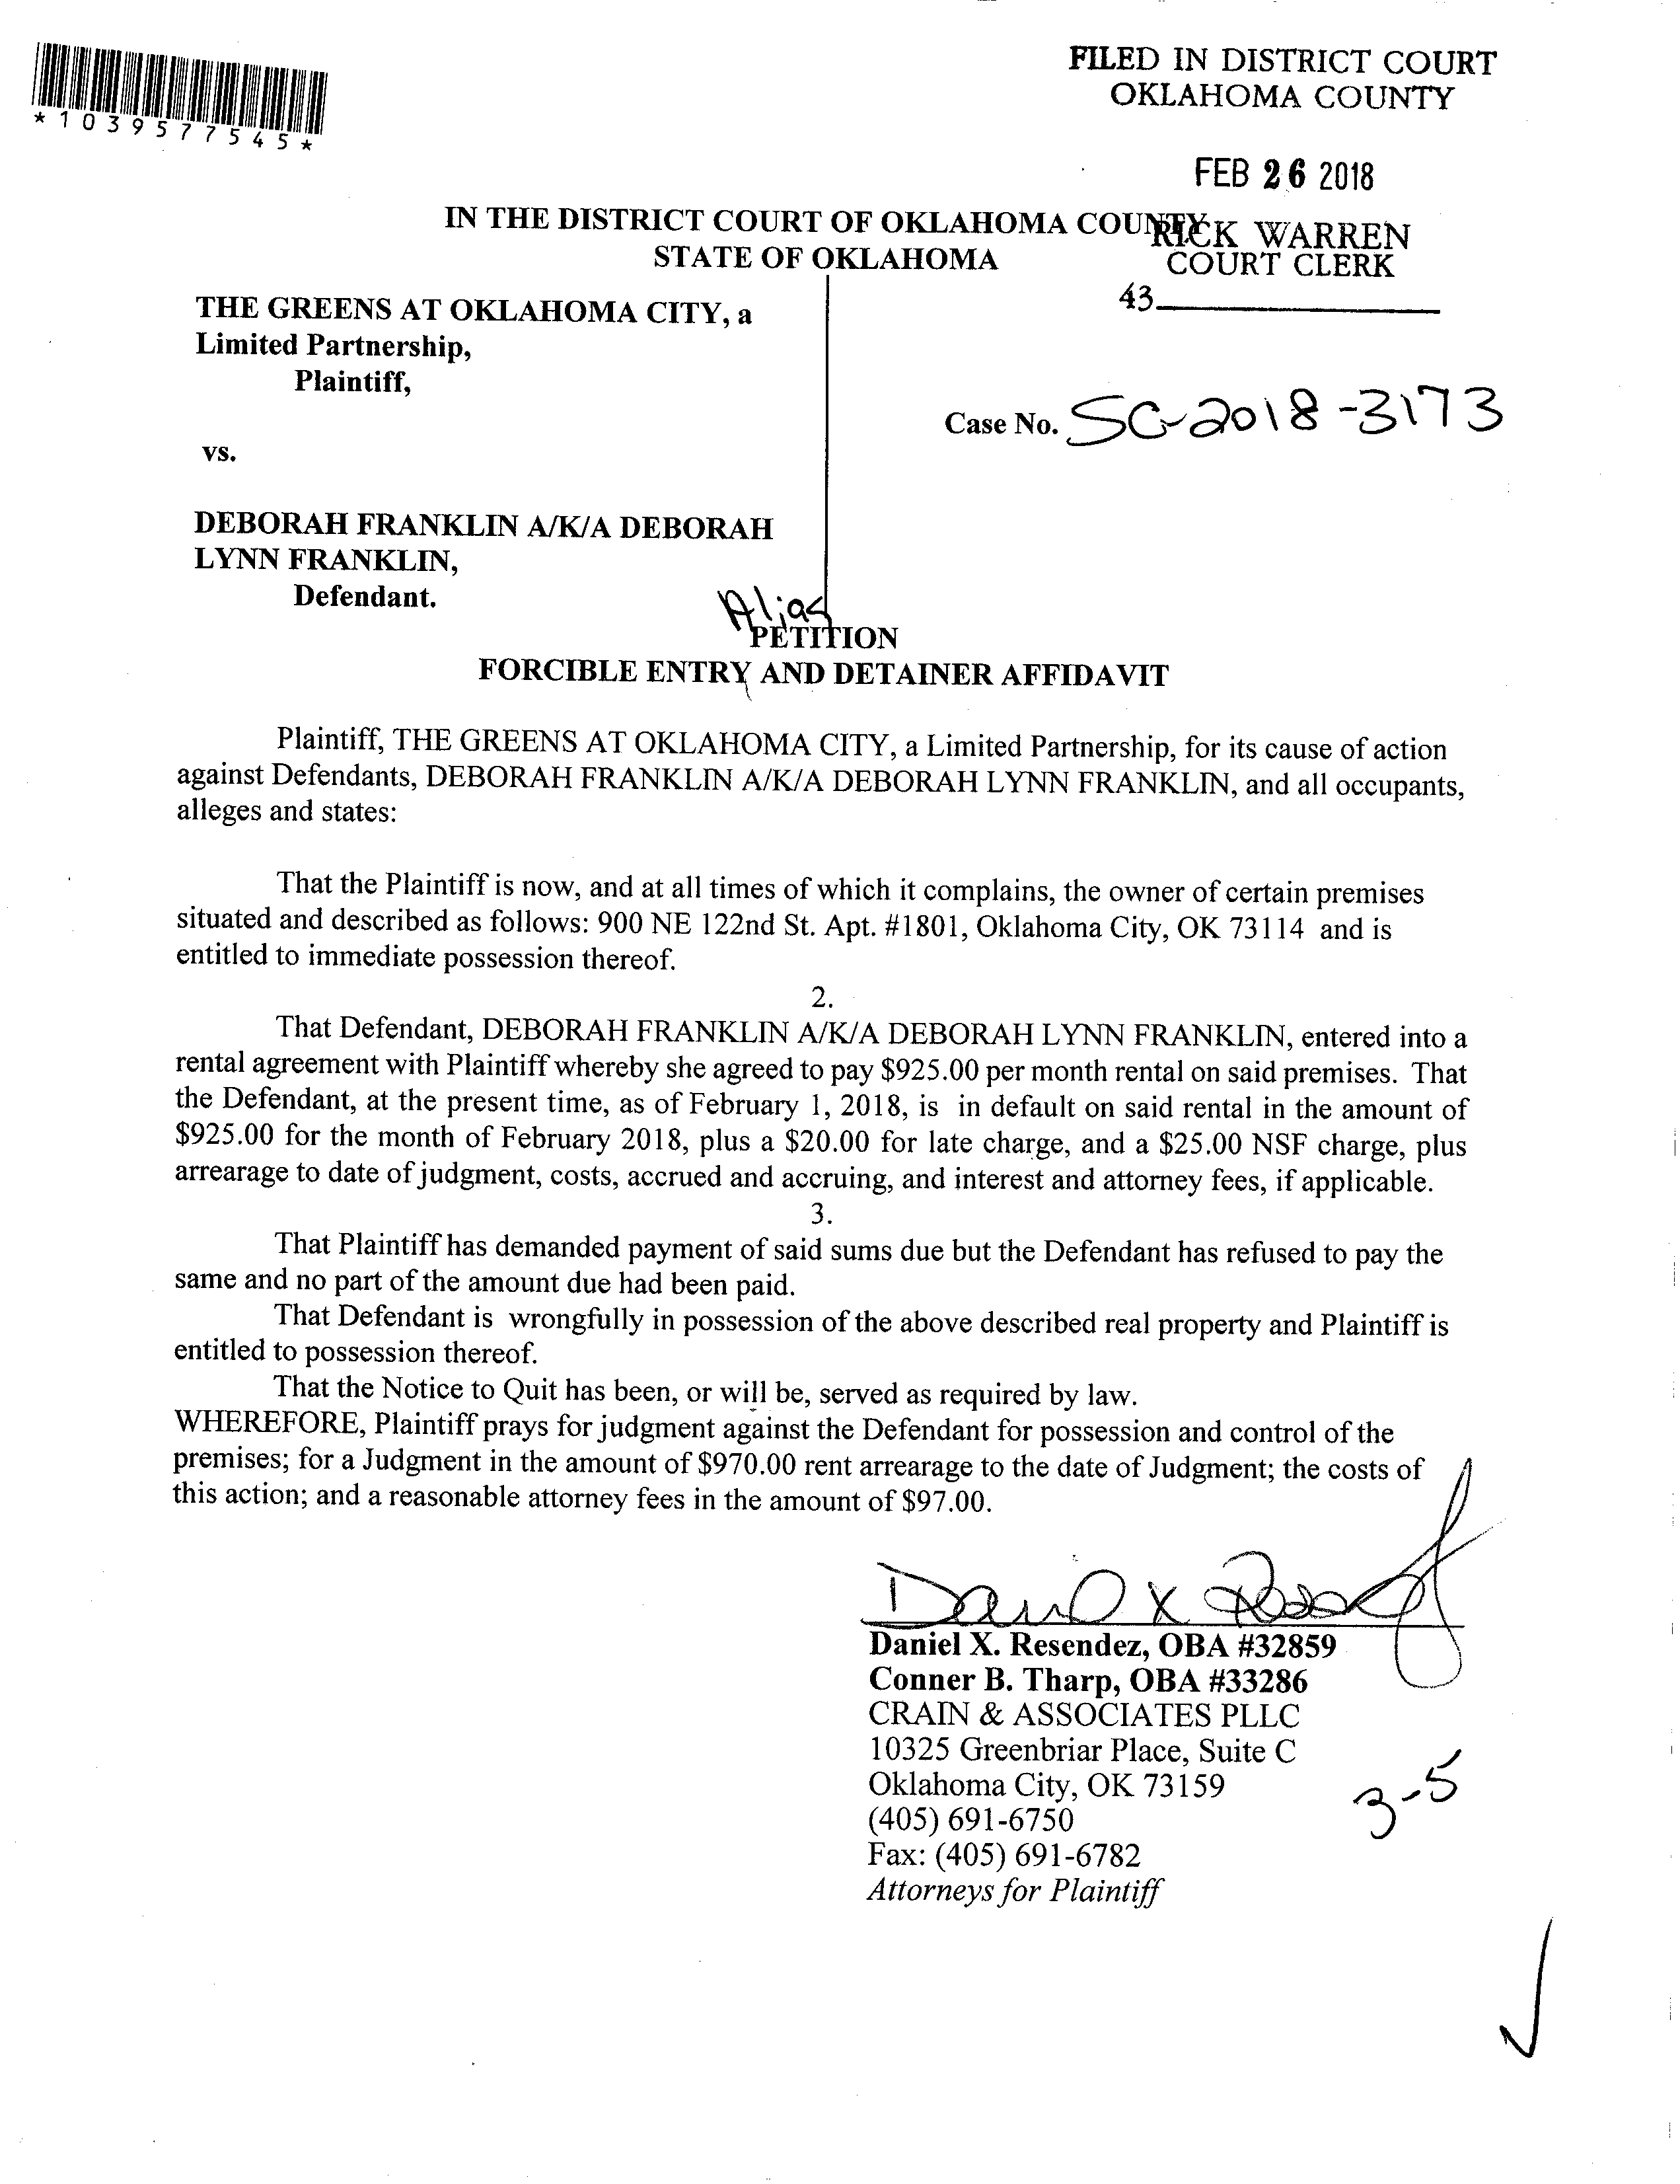 FILED IN DISTRICT COURT
OKLAHOMA COUNTY
*1039577545*
FEB 26 2018
IN THE DISTRICT COURT OF OKLAHOMA COUNTY
RICK WARREN
STATE OF OKLAHOMA
COURT CLERK
43
THE GREENS AT OKLAHOMA CITY, a
Limited Partnership,
Plaintiff,
Case No. SC-2018-3173
vs.
DEBORAH FRANKLIN A/K/A DEBORAH
LYNN FRANKLIN,
Defendant.
Alias
PETITION
FORCIBLE ENTRY AND DETAINER AFFIDAVIT
Plaintiff, THE GREENS AT OKLAHOMA CITY, a Limited Partnership, for its cause of action
against Defendants, DEBORAH FRANKLIN A/K/A DEBORAH LYNN FRANKLIN, and all occupants,
alleges and states:
That the Plaintiff is now, and at all times of which it complains, the owner of certain premises
situated and described as follows: 900 NE 122nd St. Apt. #1801, Oklahoma City, OK 73114 and is
entitled to immediate possession thereof.
2.
That Defendant, DEBORAH FRANKLIN A/K/A DEBORAH LYNN FRANKLIN, entered into a
rental agreement with Plaintiff whereby she agreed to pay $925.00 per month rental on said premises. That
the Defendant, at the present time, as of February 1, 2018, is in default on said rental in the amount of
$925.00 for the month of February 2018, plus a $20.00 for late charge, and a $25.00 NSF charge, plus
arrearage to date of judgment, costs, accrued and accruing, and interest and attorney fees, if applicable.
3.
That Plaintiff has demanded payment of said sums due but the Defendant has refused to pay the
same and no part of the amount due had been paid.
That Defendant is wrongfully in possession of the above described real property and Plaintiff is
entitled to possession thereof.
That the Notice to Quit has been, or will be, served as required by law.
WHEREFORE, Plaintiff prays for judgment against the Defendant for possession and control of the
premises; for a Judgment in the amount of $970.00 rent arrearage to the date of Judgment; the costs of
this action; and a reasonable attorney fees in the amount of $97.00.
Daniel X. Resendez, OBA #32859
Conner B. Tharp, OBA #33286
CRAIN & ASSOCIATES PLLC
10325 Greenbriar Place, Suite C
Oklahoma City, OK 73159
3-5
(405) 691-6750
Fax: (405) 691-6782
Attorneys for Plaintiff